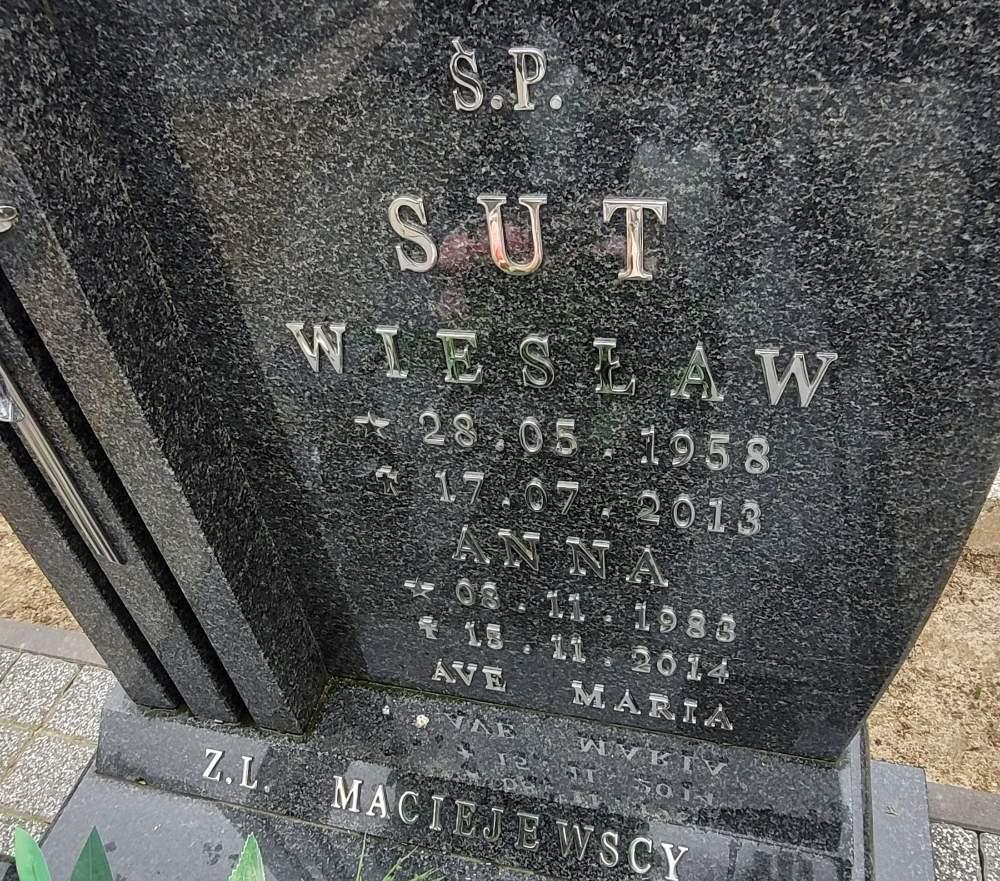 Ś.P.
SUT
WIESŁAW
28.05.1958
17.07.2013
ANNA
08.11.1983
15.11.2014
AVE MARIA
Z.L. MACIEJEWSCY